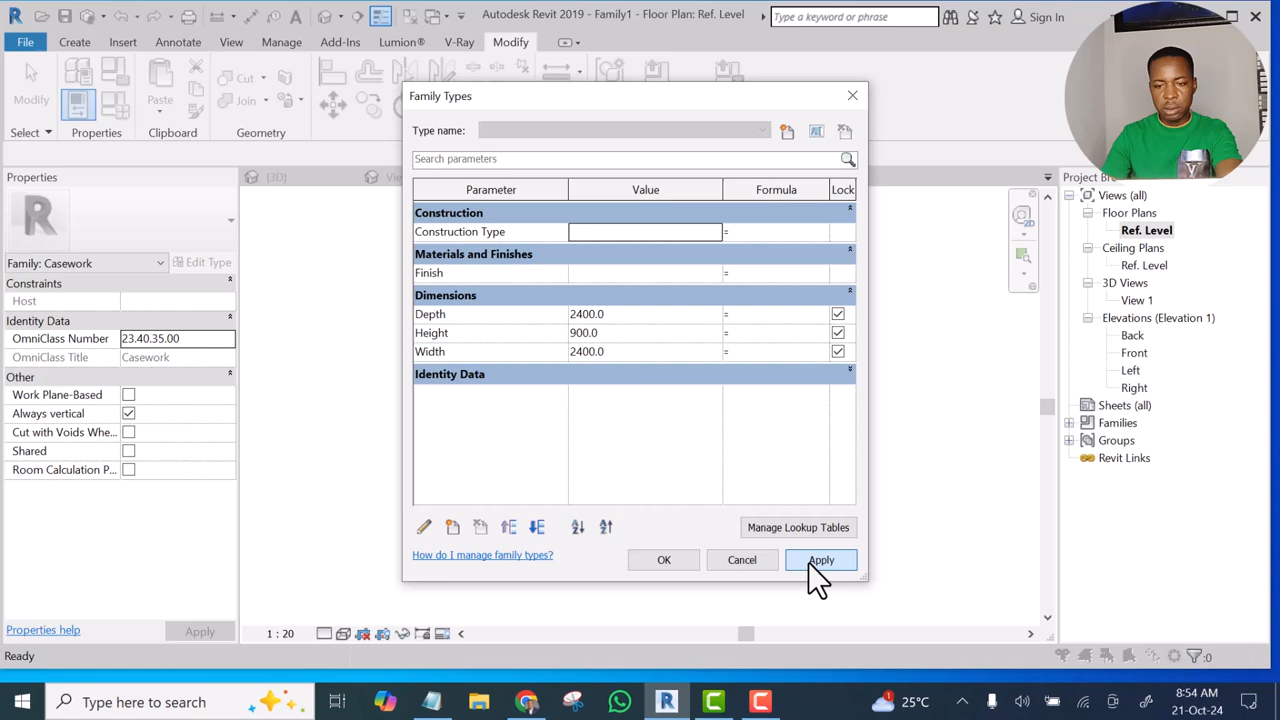 Autodesk Revit 2019 - Family1 - Floor Plan: Ref. Level
Type a keyword or phrase
Sign In
File Create Insert Annotate View Manage Add-Ins Lumion® V-Ray Modify
Modify Paste Cut Join
Select Properties Clipboard Geometry
Properties
Family: Casework
Edit Type
Constraints
Host
Identity Data
OmniClass Number 23.40.35.00
OmniClass Title Casework
Other
Work Plane-Based
Always vertical
Cut with Voids Whe...
Shared
Room Calculation P...
Properties help
Apply
{3D}
Family Types
Type name:
Search parameters
Parameter Value Formula Lock
Construction
Construction Type =
Materials and Finishes
Finish =
Dimensions
Depth 2400.0 =
Height 900.0 =
Width 2400.0 =
Identity Data
Manage Lookup Tables
How do I manage family types?
OK Cancel Apply
2D
Project Br
Views (all)
Floor Plans
Ref. Level
Ceiling Plans
Ref. Level
3D Views
View 1
Elevations (Elevation 1)
Back
Front
Left
Right
Sheets (all)
Families
Groups
Revit Links
1 : 20
Ready
:0
Type here to search
25°C
8:54 AM
21-Oct-24